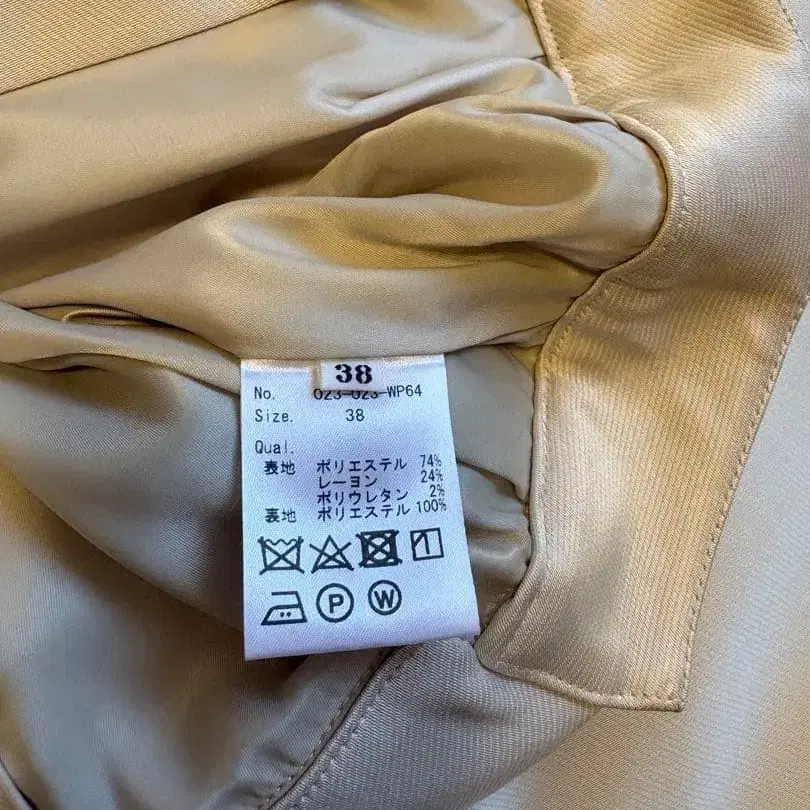 38
No. 023-023-WP64
Size. 38
Qual.
表地 ポリエステル 74%
レーヨン 24%
ポリウレタン 2%
裏地 ポリエステル 100%
P W